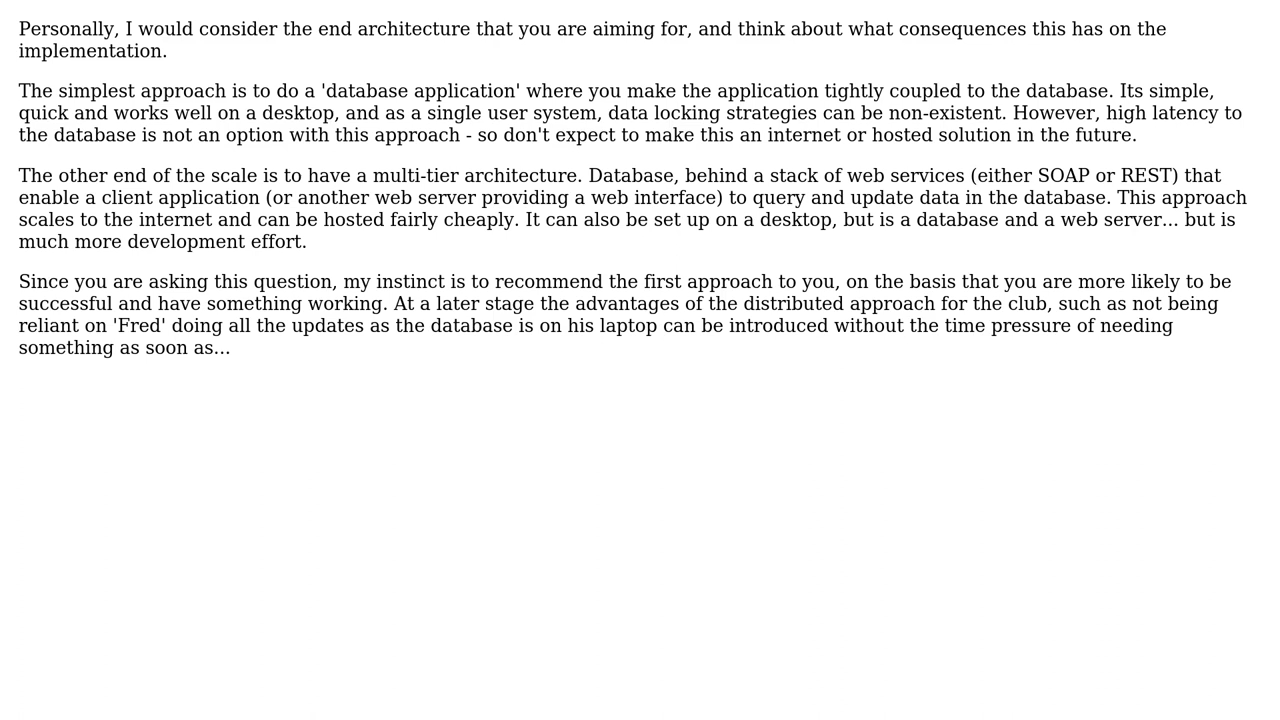 Personally, I would consider the end architecture that you are aiming for, and think about what consequences this has on the
implementation.
The simplest approach is to do a 'database application' where you make the application tightly coupled to the database. Its simple,
quick and works well on a desktop, and as a single user system, data locking strategies can be non-existent. However, high latency to
the database is not an option with this approach - so don't expect to make this an internet or hosted solution in the future.
The other end of the scale is to have a multi-tier architecture. Database, behind a stack of web services (either SOAP or REST) that
enable a client application (or another web server providing a web interface) to query and update data in the database. This approach
scales to the internet and can be hosted fairly cheaply. It can also be set up on a desktop, but is a database and a web server... but is
much more development effort.
Since you are asking this question, my instinct is to recommend the first approach to you, on the basis that you are more likely to be
successful and have something working. At a later stage the advantages of the distributed approach for the club, such as not being
reliant on 'Fred' doing all the updates as the database is on his laptop can be introduced without the time pressure of needing
something as soon as...